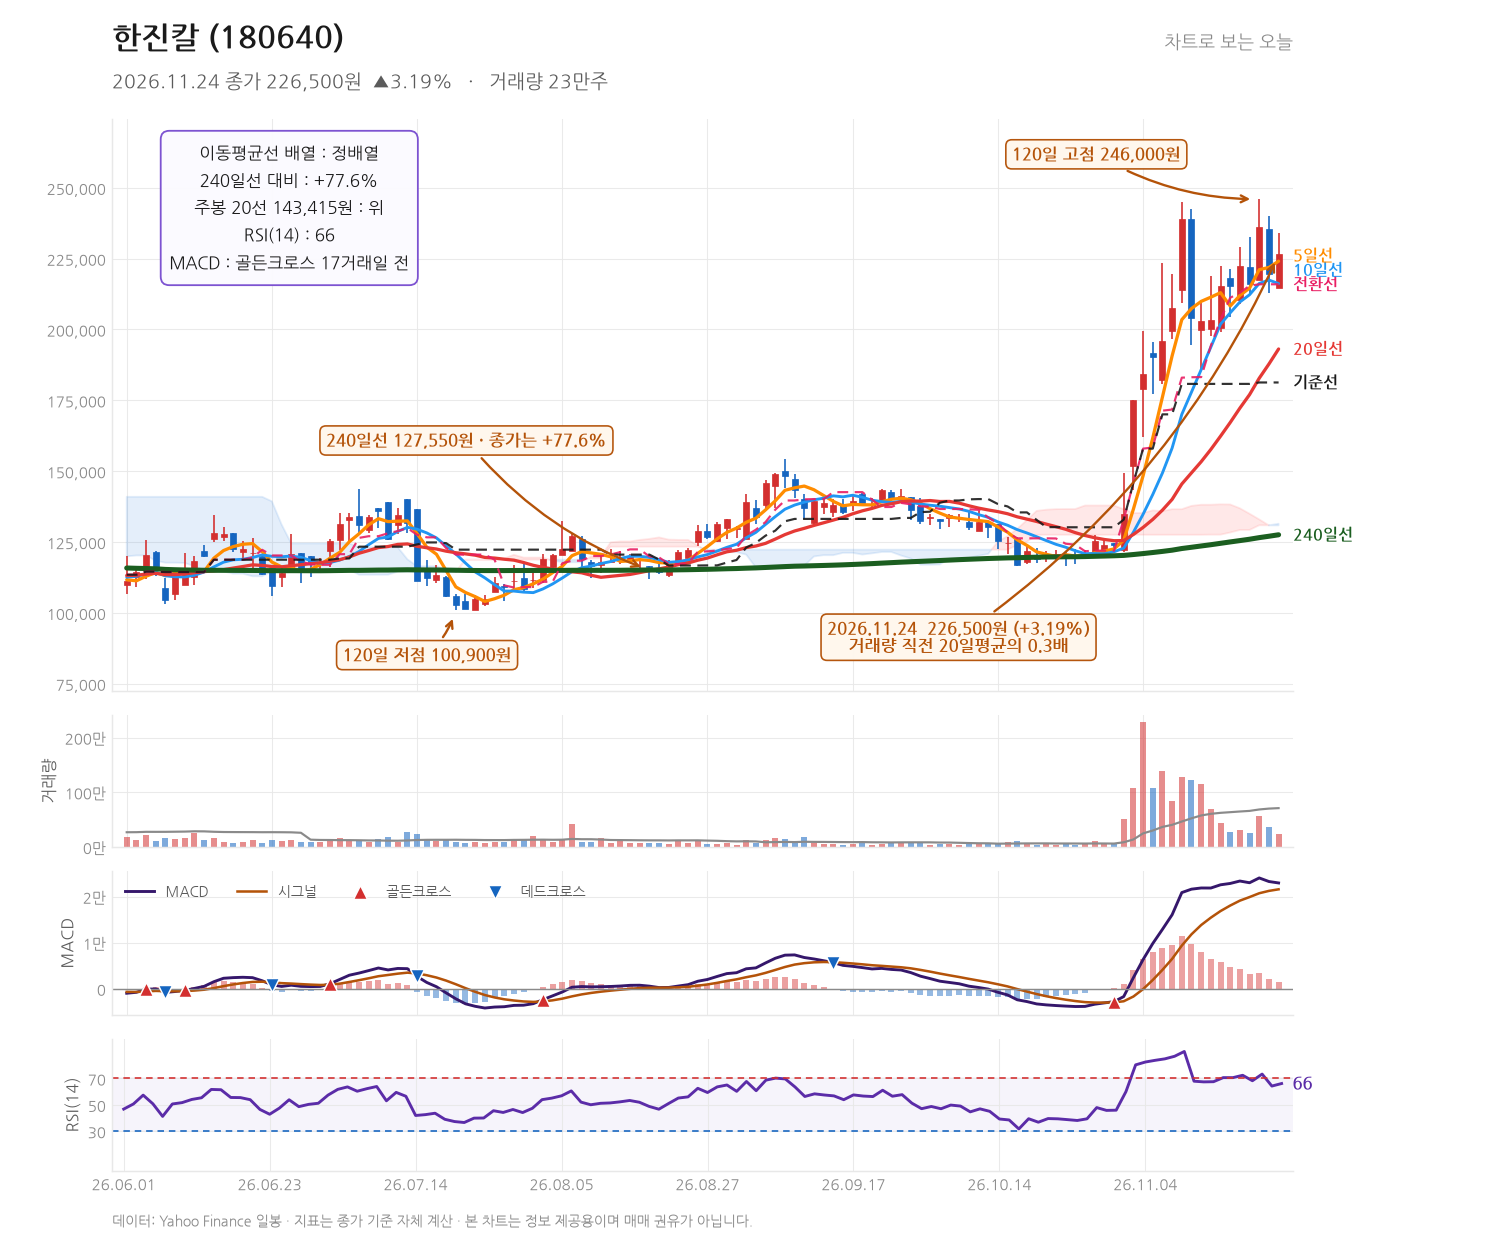 한진칼 (180640)
차트로 보는 오늘
2026.11.24 종가 226,500원 ▲3.19% · 거래량 23만주
이동평균선 배열 : 정배열
240일선 대비 : +77.6%
주봉 20선 143,415원 : 위
RSI(14) : 66
MACD : 골든크로스 17거래일 전
120일 고점 246,000원
250,000
225,000
200,000
175,000
150,000
125,000
100,000
75,000
5일선
10일선
전환선
20일선
기준선
240일선
240일선 127,550원 · 종가는 +77.6%
120일 저점 100,900원
2026.11.24 226,500원 (+3.19%)
거래량 직전 20일평균의 0.3배
거래량
200만
100만
0만
MACD
시그널
골든크로스
데드크로스
MACD
2만
1만
0
RSI(14)
70
50
30
66
26.06.01
26.06.23
26.07.14
26.08.05
26.08.27
26.09.17
26.10.14
26.11.04
데이터: Yahoo Finance 일봉 · 지표는 종가 기준 자체 계산 · 본 차트는 정보 제공용이며 매매 권유가 아닙니다.